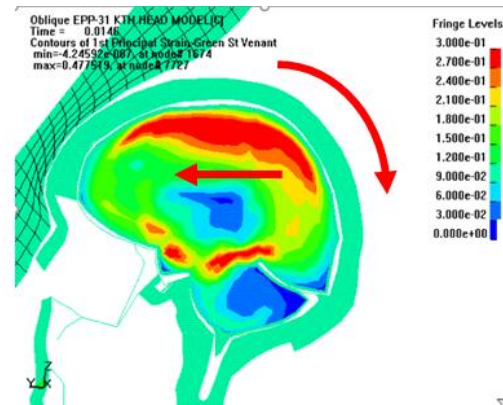 Oblique EPP-31 KTH HEAD MODEL[C]
Time = 0.0146
Contours of 1st Principal Strain-Green St Venant
min=-4.24592e-007, at node# 1674
max=0.477519, at node# 7727
Fringe Levels
3.000e-01
2.700e-01
2.400e-01
2.100e-01
1.800e-01
1.500e-01
1.200e-01
9.000e-02
6.000e-02
3.000e-02
0.000e+00
Z
Y X